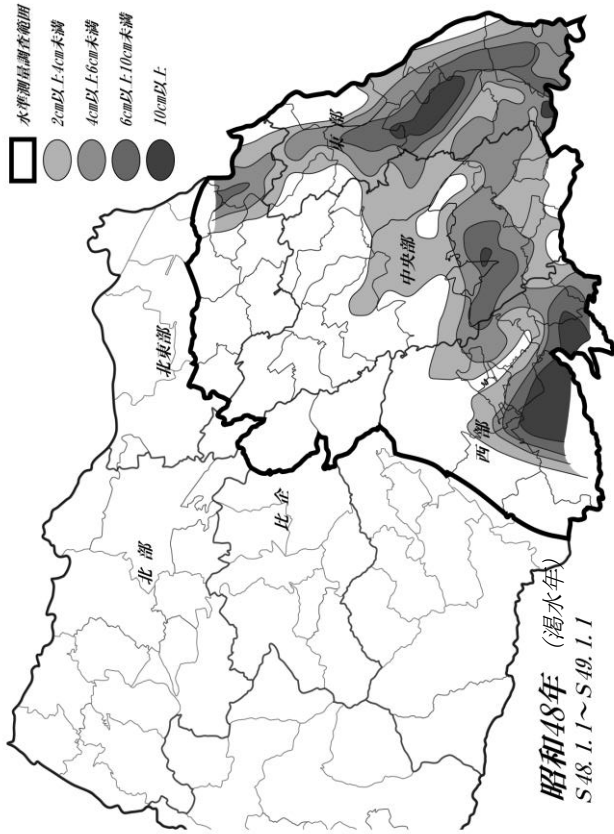 水準測量調査範囲
2cm以上4cm未満
4cm以上6cm未満
6cm以上10cm未満
10cm以上
北部
北東部
比企
中央部
東部
西部
昭和48年 (渇水年)
S48.1.1~S49.1.1